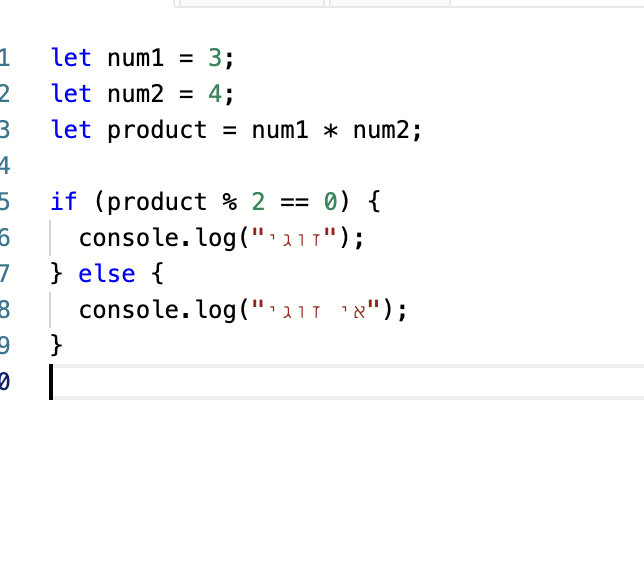 1 let num1 = 3;
2 let num2 = 4;
3 let product = num1 * num2;
4
5 if (product % 2 == 0) {
6 console.log("זוגי");
7 } else {
8 console.log("אי זוגי");
9 }
0